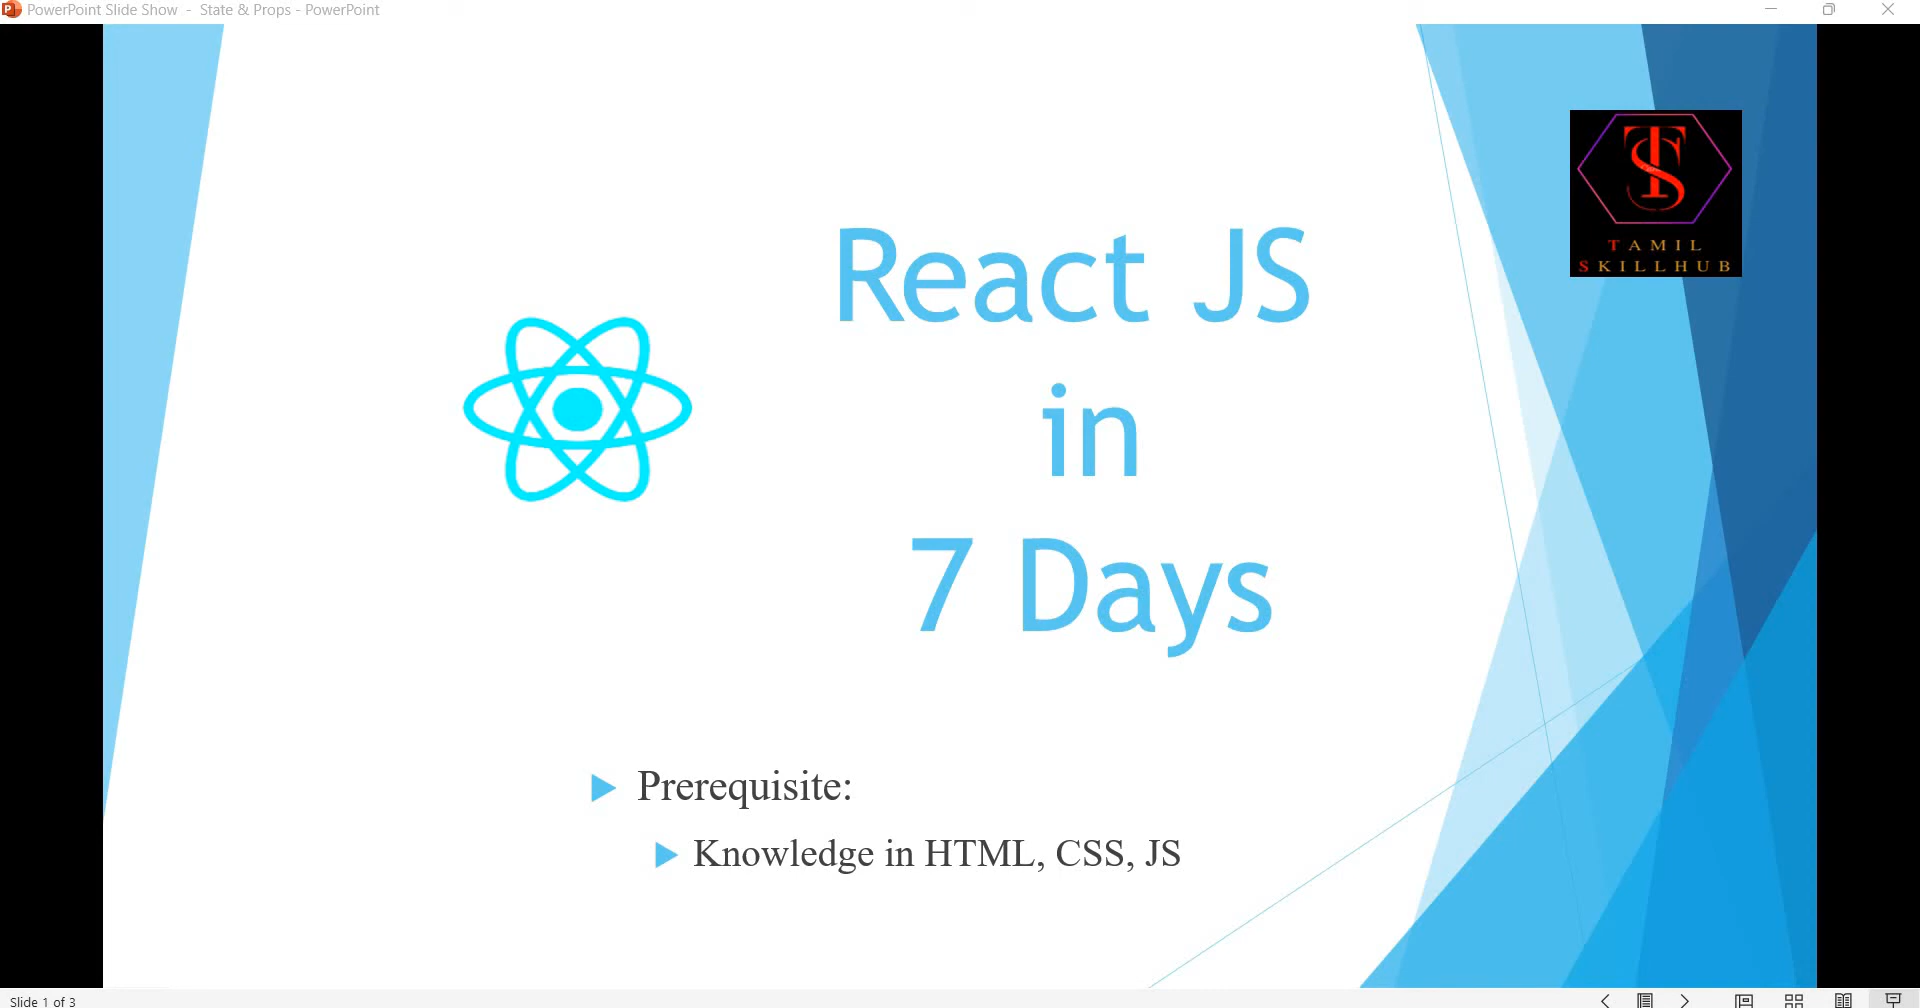 PowerPoint Slide Show - State & Props - PowerPoint
TS
TAMIL
SKILLHUB
React JS
in
7 Days
Prerequisite:
Knowledge in HTML, CSS, JS
Slide 1 of 3